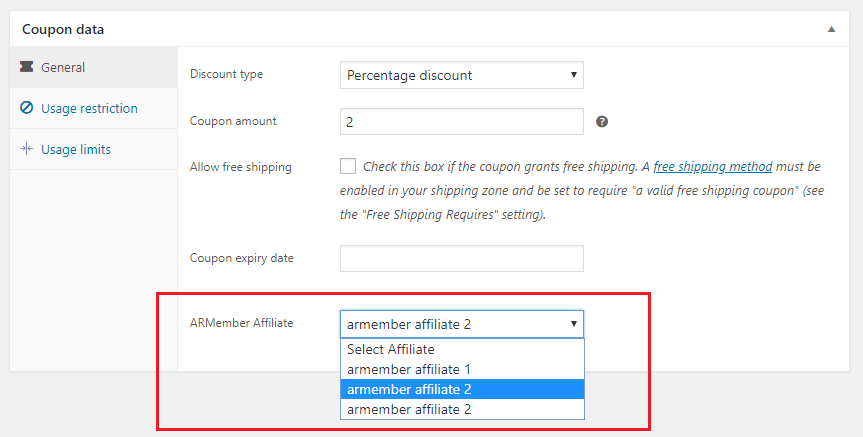 Coupon data
General
Usage restriction
Usage limits
Discount type
Percentage discount
Coupon amount
2
?
Allow free shipping
Check this box if the coupon grants free shipping. A free shipping method must be
enabled in your shipping zone and be set to require "a valid free shipping coupon" (see
the "Free Shipping Requires" setting).
Coupon expiry date
ARMember Affiliate
armember affiliate 2
Select Affiliate
armember affiliate 1
armember affiliate 2
armember affiliate 2